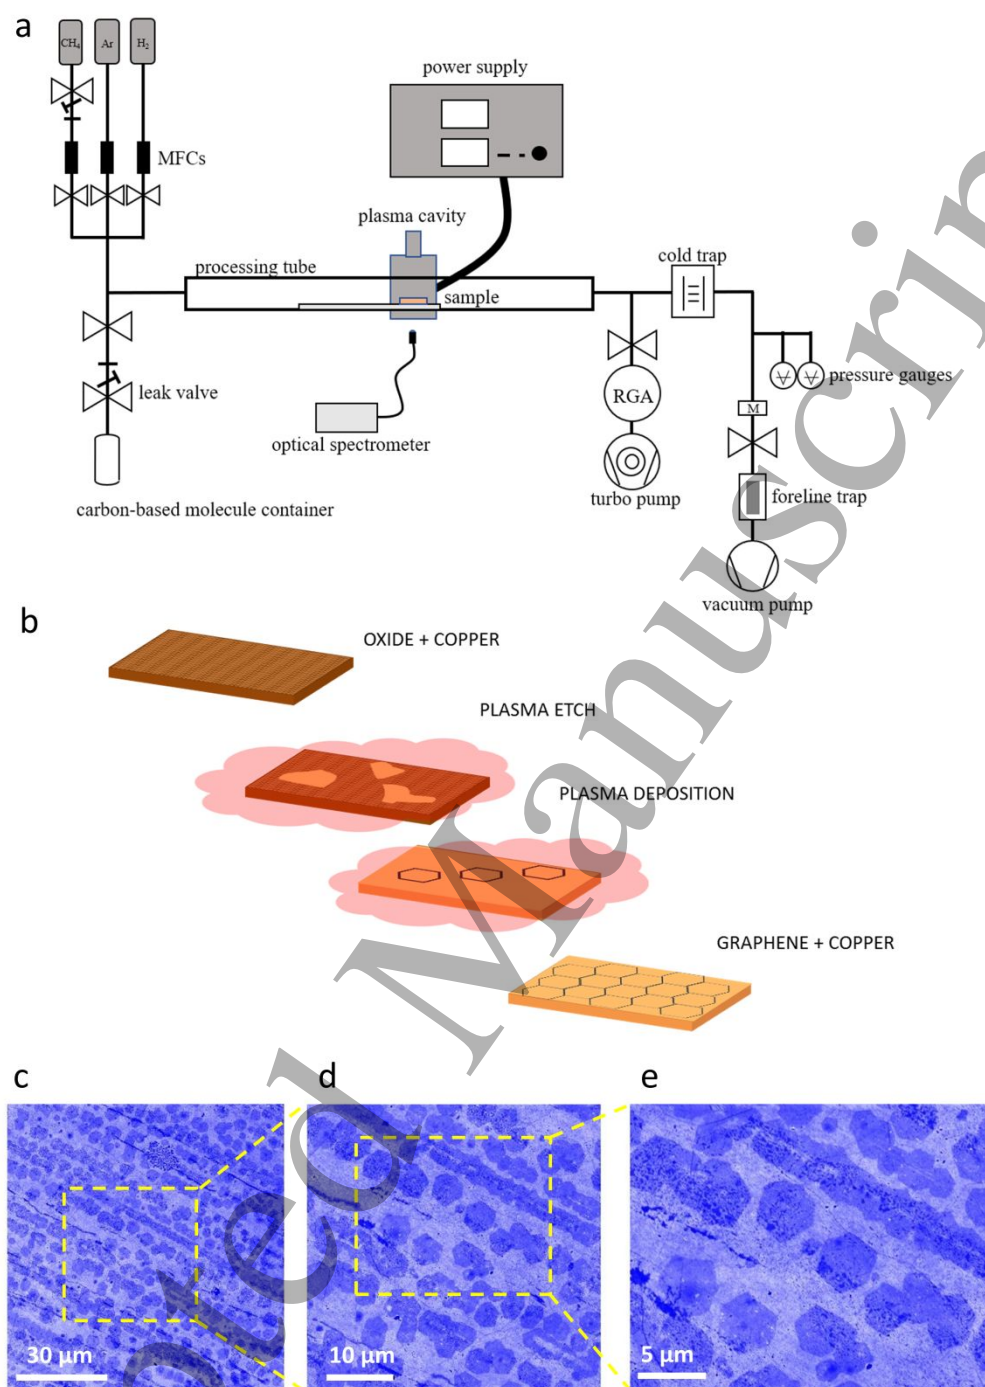 a
CH4
Ar
H2
MFCs
power supply
plasma cavity
processing tube
sample
cold trap
leak valve
optical spectrometer
RGA
pressure gauges
M
turbo pump
foreline trap
carbon-based molecule container
vacuum pump
b
OXIDE + COPPER
PLASMA ETCH
PLASMA DEPOSITION
GRAPHENE + COPPER
c
d
e
30 µm
10 µm
5 µm
ted Manuscrip